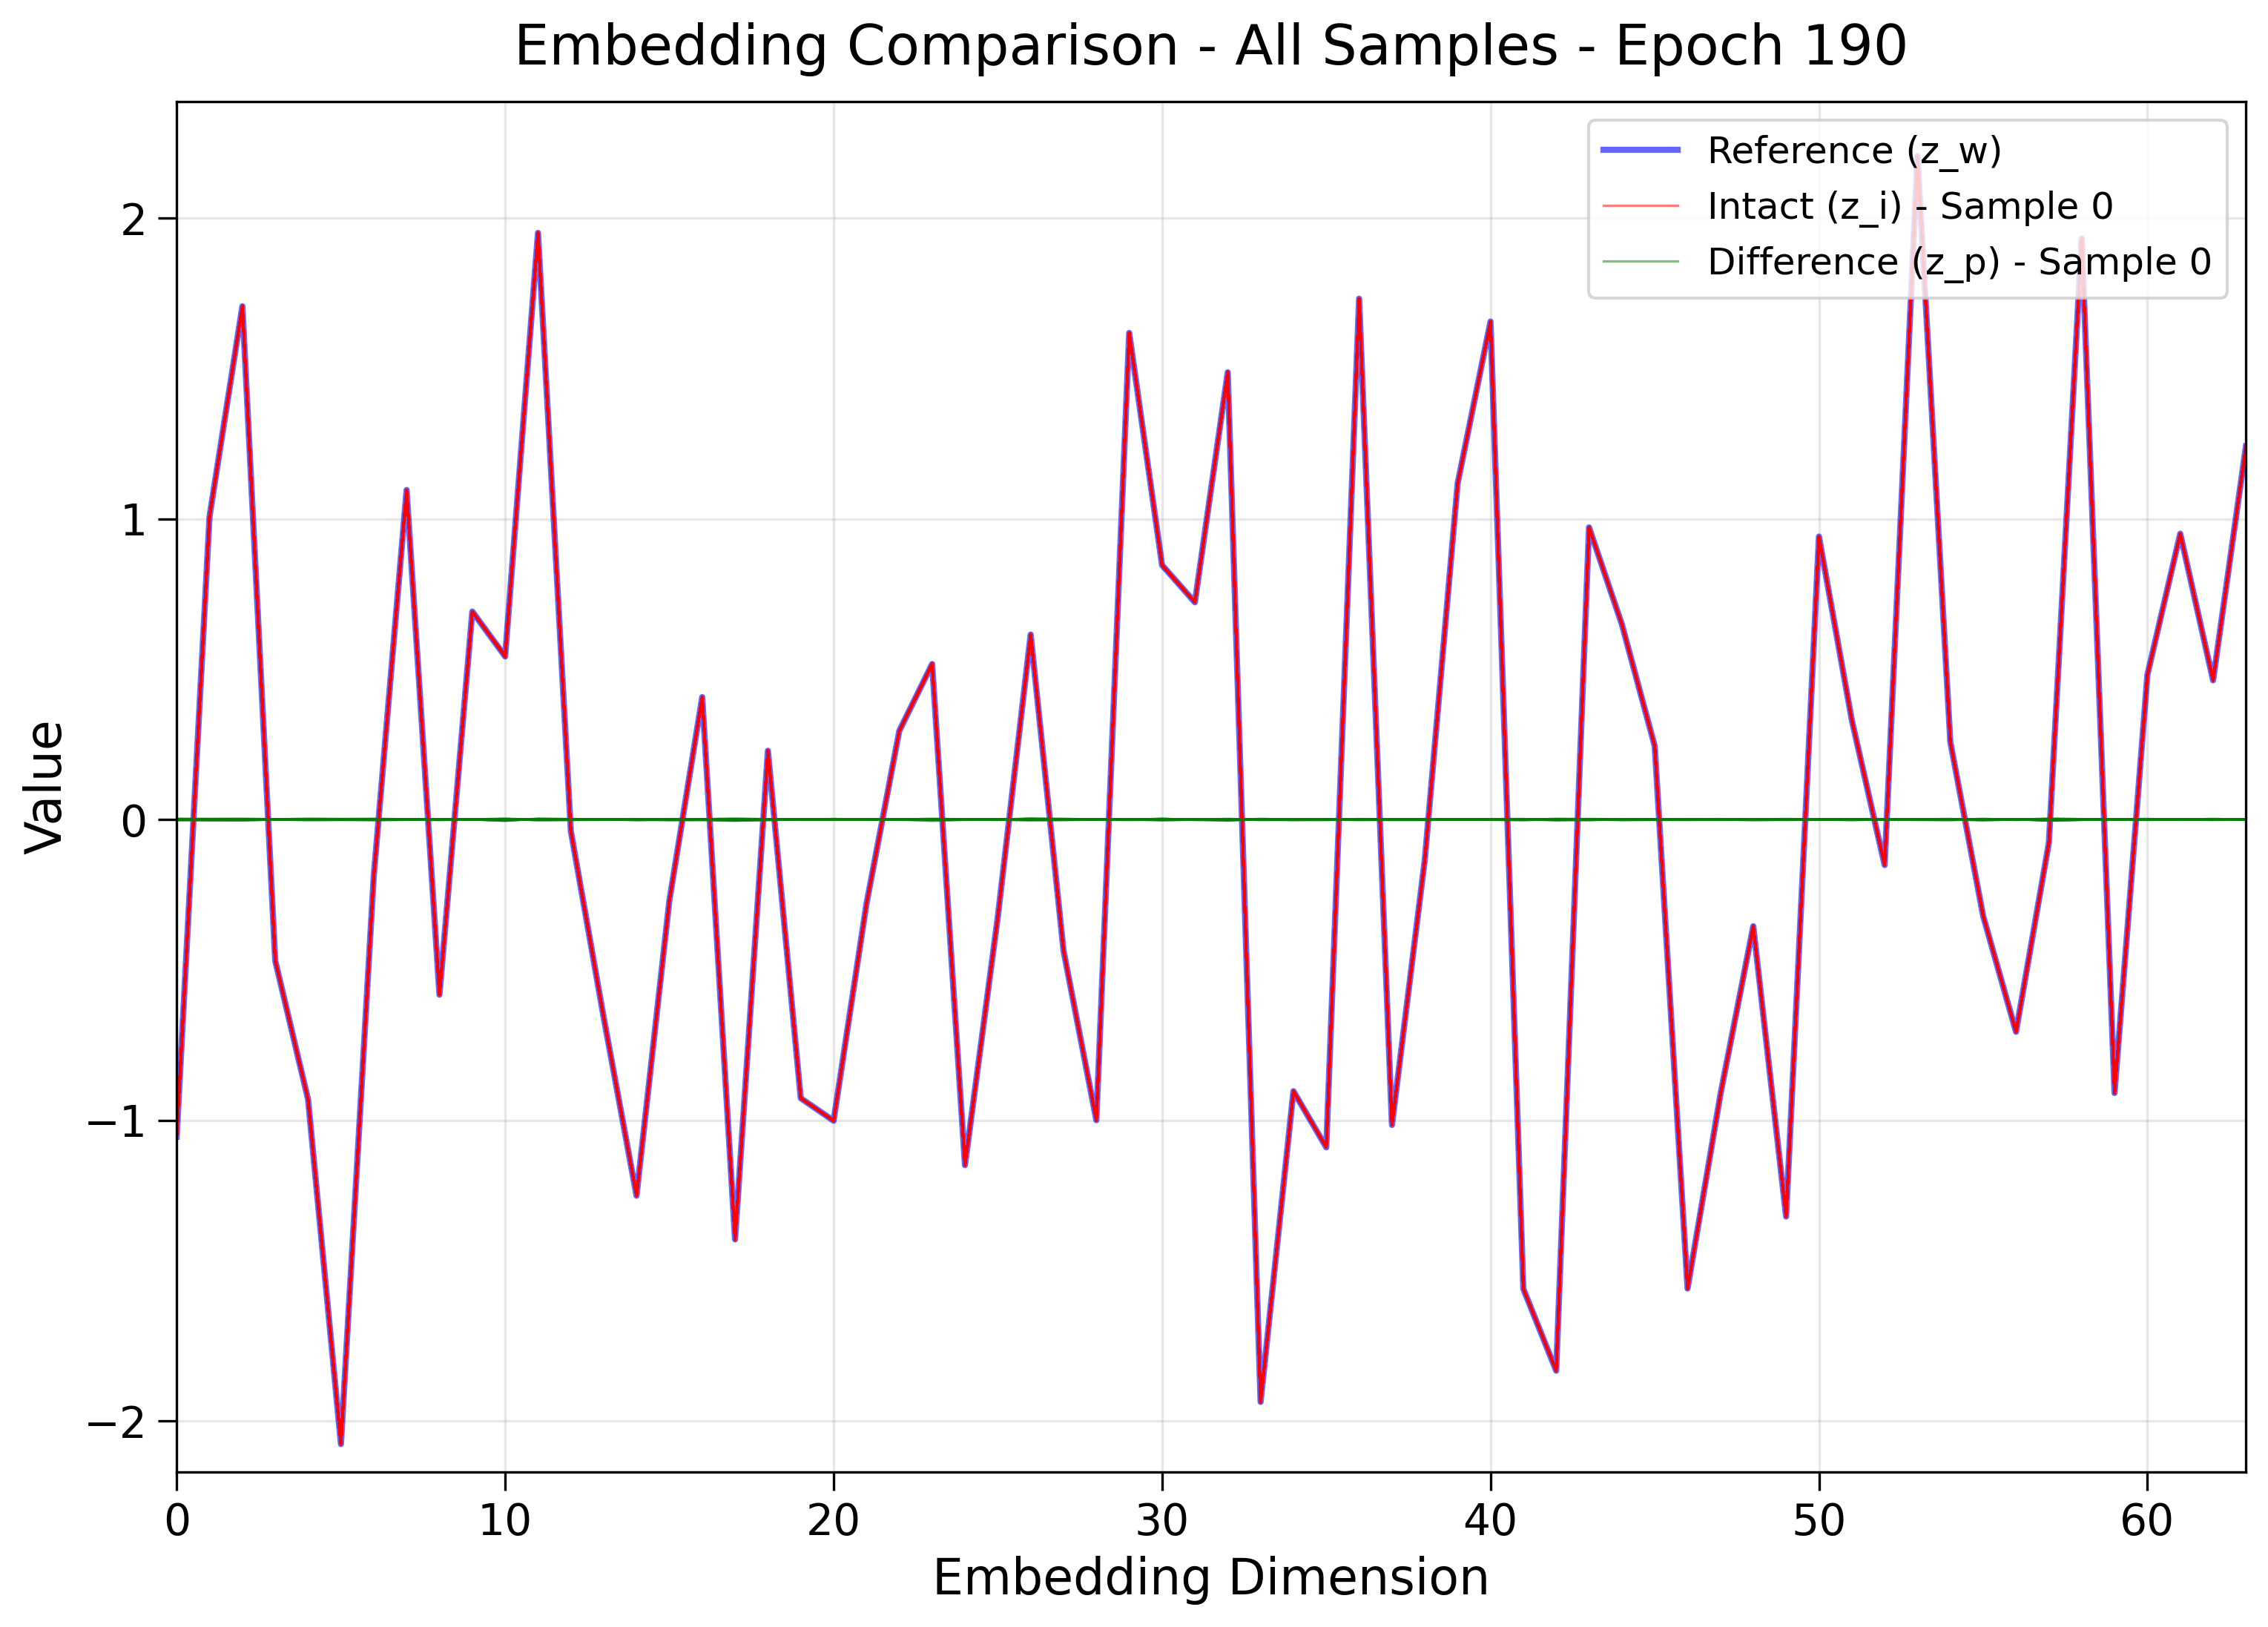 Embedding Comparison - All Samples - Epoch 190
Reference (z_w)
Intact (z_i) - Sample 0
Difference (z_p) - Sample 0
Value
2
1
0
−1
−2
0 10 20 30 40 50 60
Embedding Dimension